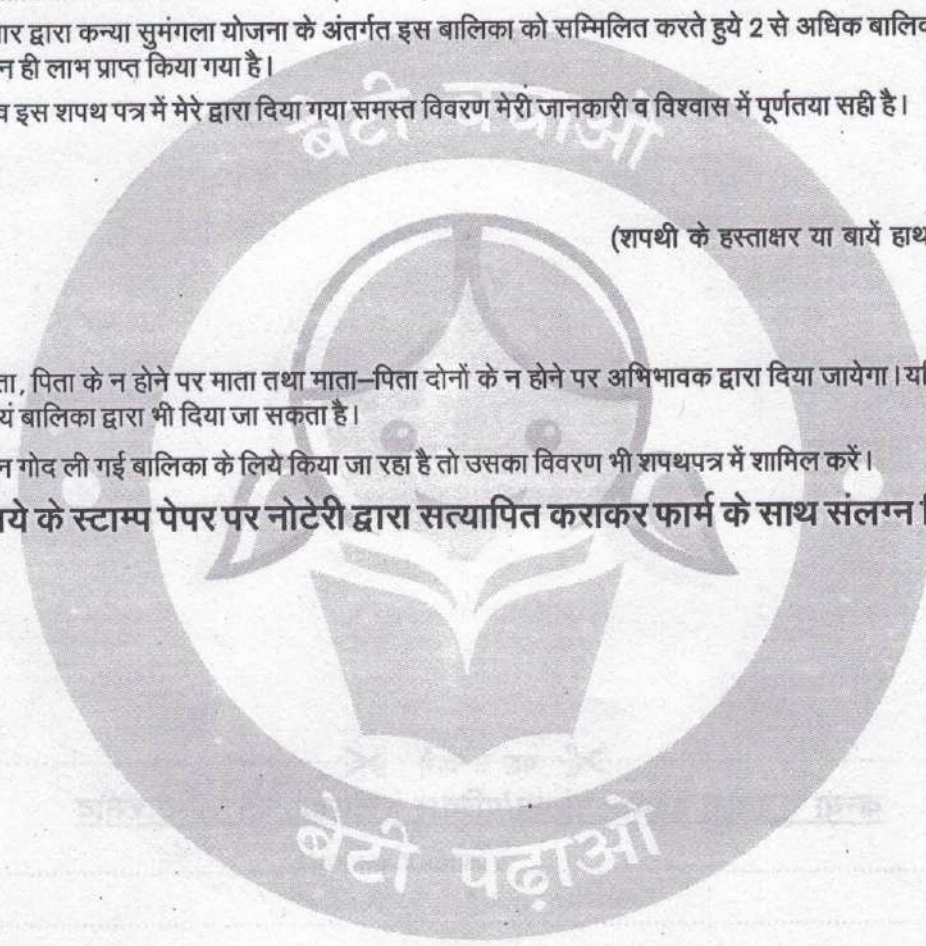 ार द्वारा कन्या सुमंगला योजना के अंतर्गत इस बालिका को सम्मिलित करते हुये 2 से अधिक
न ही लाभ प्राप्त किया गया है।
व इस शपथ पत्र में मेरे द्वारा दिया गया समस्त विवरण मेरी जानकारी व विश्वास में पूर्णतया सही है।
बेटी बचाओ
(शपथी के हस्ताक्षर या बायें हाथ
ता, पिता के न होने पर माता तथा माता–पिता दोनों के न होने पर अभिभावक द्वारा दिया जायेगा।
यं बालिका द्वारा भी दिया जा सकता है।
न गोद ली गई बालिका के लिये किया जा रहा है तो उसका विवरण भी शपथपत्र में शामिल करें।
ये के स्टाम्प पेपर पर नोटेरी द्वारा सत्यापित कराकर फार्म के साथ संलग्न
बेटी पढ़ाओ